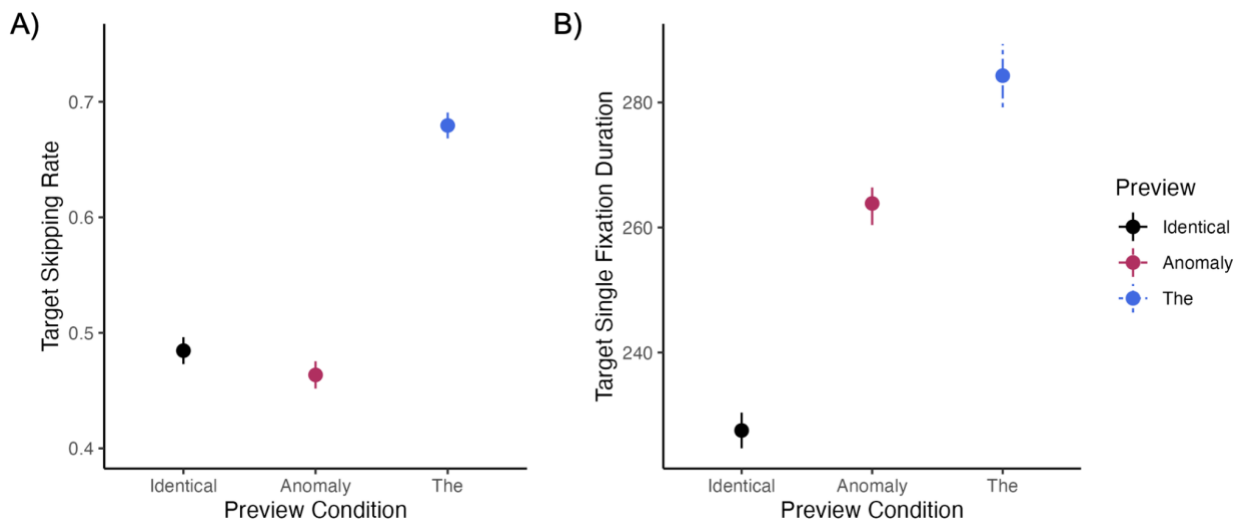 A)
Target Skipping Rate
0.7
0.6
0.5
0.4
Identical Anomaly The
Preview Condition
B)
Target Single Fixation Duration
280
260
240
Identical Anomaly The
Preview Condition
Preview
Identical
Anomaly
The